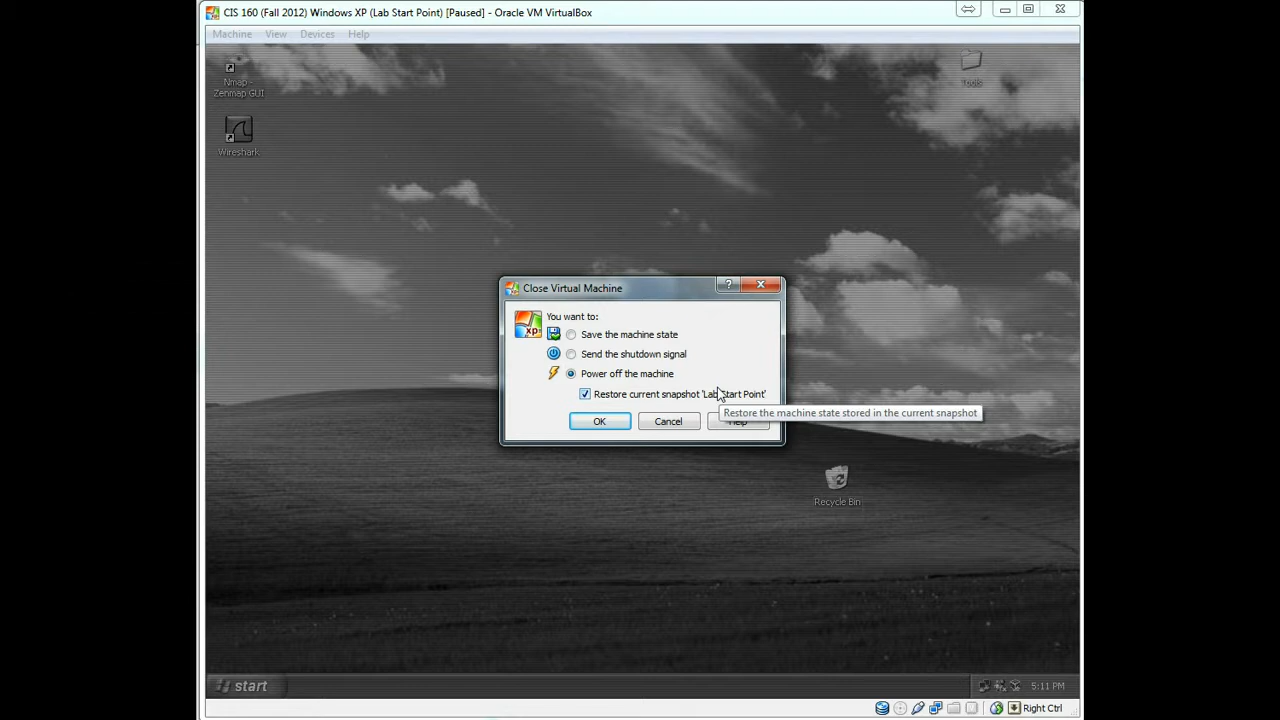 CIS 160 (Fall 2012) Windows XP (Lab Start Point) [Paused] - Oracle VM VirtualBox
Machine View Devices Help
Nmap -
Zenmap GUI
Tools
Wireshark
Close Virtual Machine
You want to:
xp
Save the machine state
Send the shutdown signal
Power off the machine
Restore current snapshot 'Lab Start Point'
Restore the machine state stored in the current snapshot
OK Cancel Help
Recycle Bin
start
5:11 PM
Right Ctrl